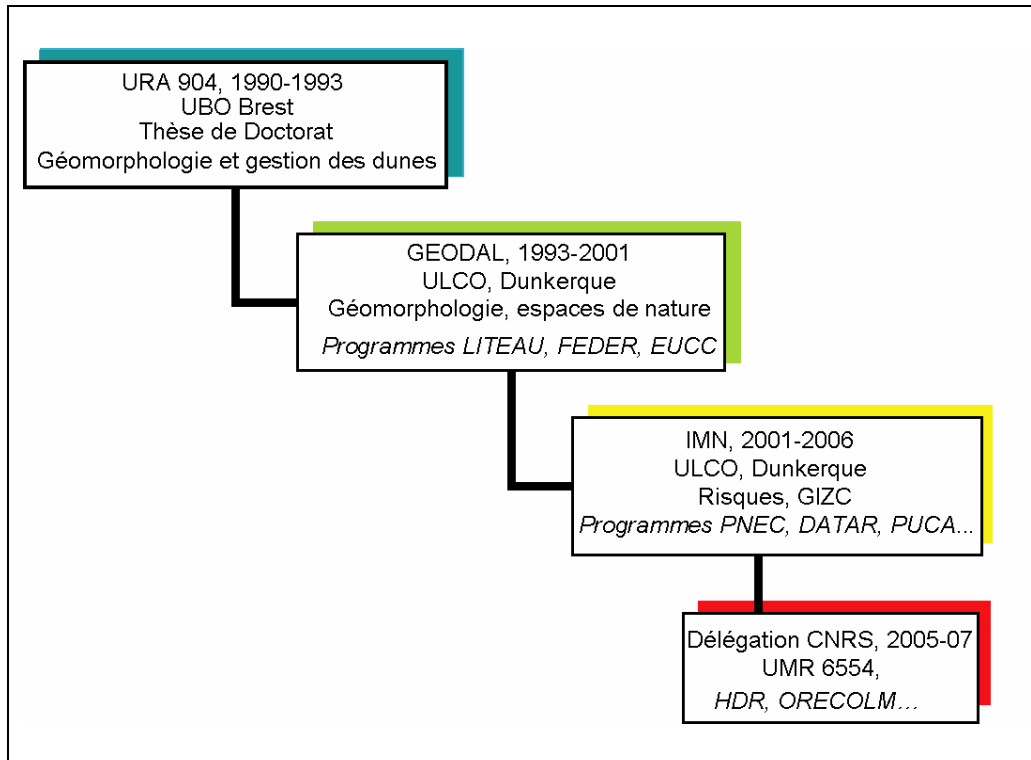 URA 904, 1990-1993
UBO Brest
Thèse de Doctorat
Géomorphologie et gestion des dunes
GEODAL, 1993-2001
ULCO, Dunkerque
Géomorphologie, espaces de nature
Programmes LITEAU, FEDER, EUCC
IMN, 2001-2006
ULCO, Dunkerque
Risques, GIZC
Programmes PNEC, DATAR, PUCA...
Délégation CNRS, 2005-07
UMR 6554,
HDR, ORECOLM...